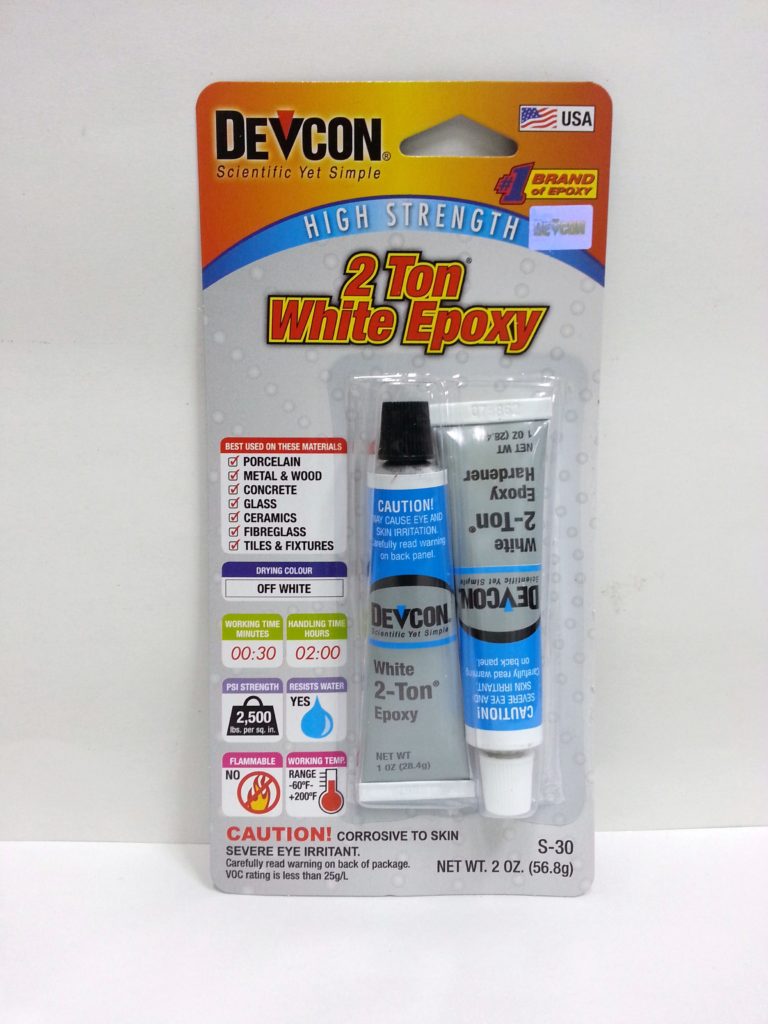 DEVCON®
Scientific Yet Simple
USA
#1 BRAND
of EPOXY
DEVCON
HIGH STRENGTH
2 Ton®
White Epoxy
BEST USED ON THESE MATERIALS
PORCELAIN
METAL & WOOD
CONCRETE
GLASS
CERAMICS
FIBREGLASS
TILES & FIXTURES
DRYING COLOUR
OFF WHITE
WORKING TIME
MINUTES
00:30
HANDLING TIME
HOURS
02:00
PSI STRENGTH
2,500
lbs. per sq. in.
RESISTS WATER
YES
FLAMMABLE
NO
WORKING TEMP.
RANGE
-60°F-
+200°F
CAUTION!
MAY CAUSE EYE AND
SKIN IRRITATION.
Carefully read warning
on back panel.
DEVCON
Scientific Yet Simple
White
2-Ton®
Epoxy
NET WT
1 OZ (28.4g)
CAUTION!
SEVERE EYE AND
SKIN IRRITANT
Carefully read warning
on back panel.
DEVCON
Scientific Yet Simple
White
2-Ton®
Epoxy
Hardener
NET WT
1 OZ (28.4
CAUTION! CORROSIVE TO SKIN
SEVERE EYE IRRITANT.
Carefully read warning on back of package.
VOC rating is less than 25g/L
S-30
NET WT. 2 OZ. (56.8g)